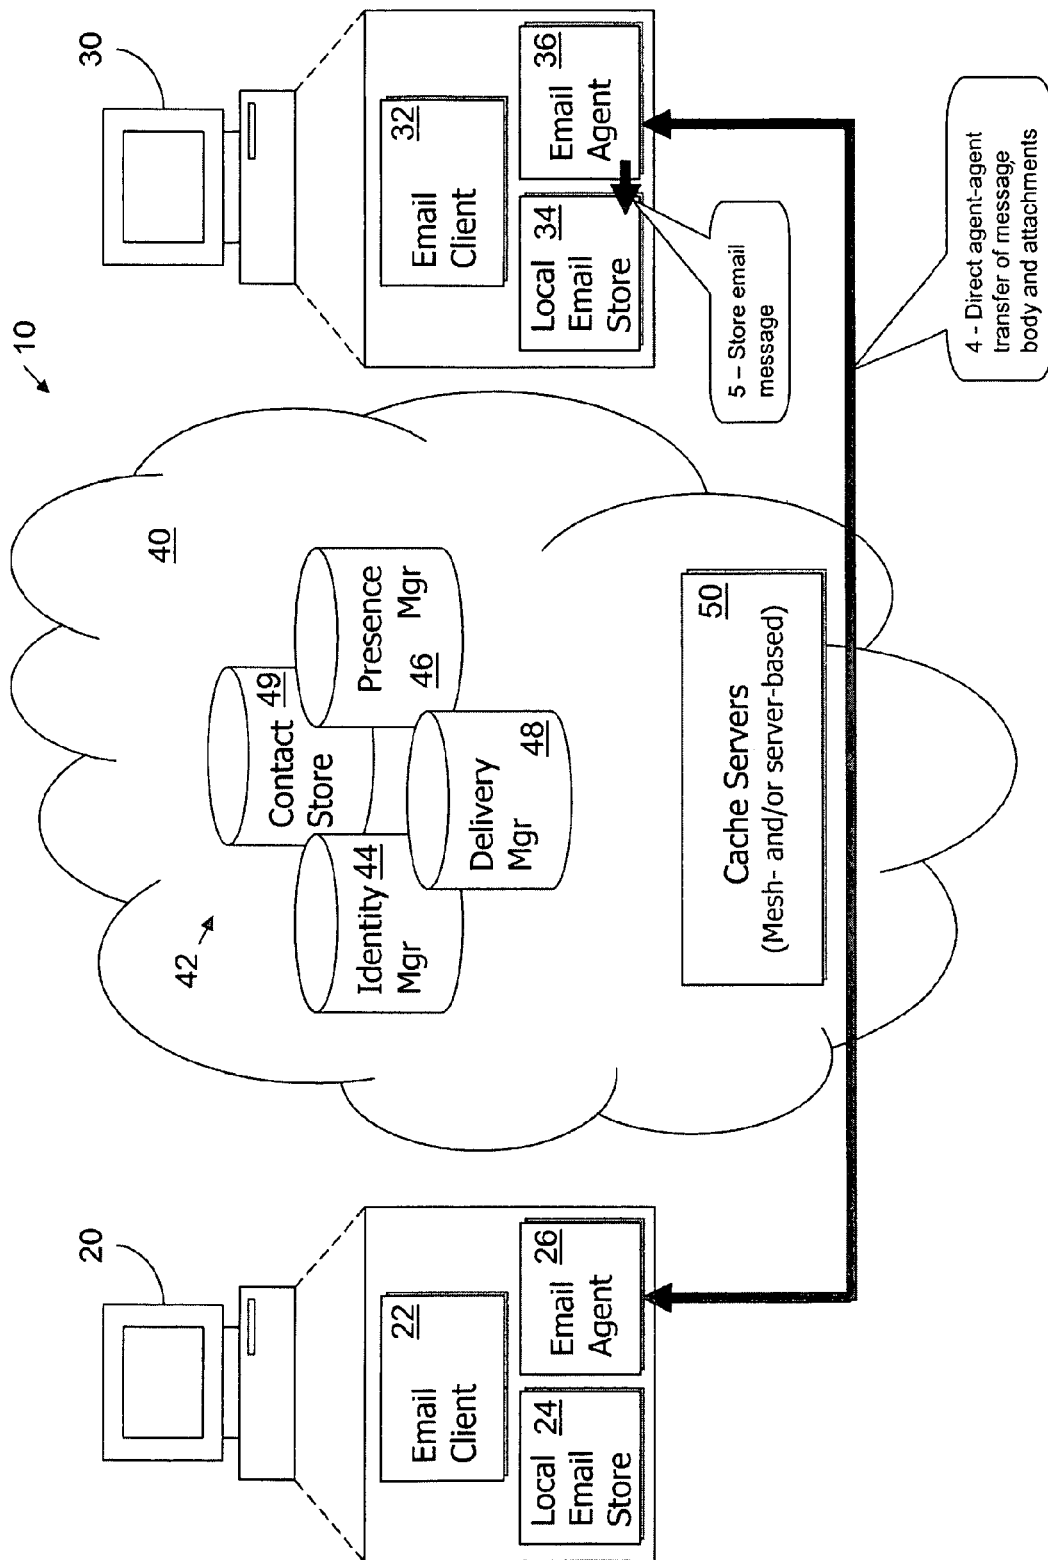 10
20
22
Email
Client
Local 24
Email
Store
26
Email
Agent
40
42
Contact 49
Store
Identity 44
Mgr
Presence
46 Mgr
Delivery
Mgr 48
50
Cache Servers
(Mesh- and/or server-based)
30
32
Email
Client
Local 34
Email
Store
36
Email
Agent
5 – Store email
message
4 - Direct agent-agent
transfer of message,
body and attachments